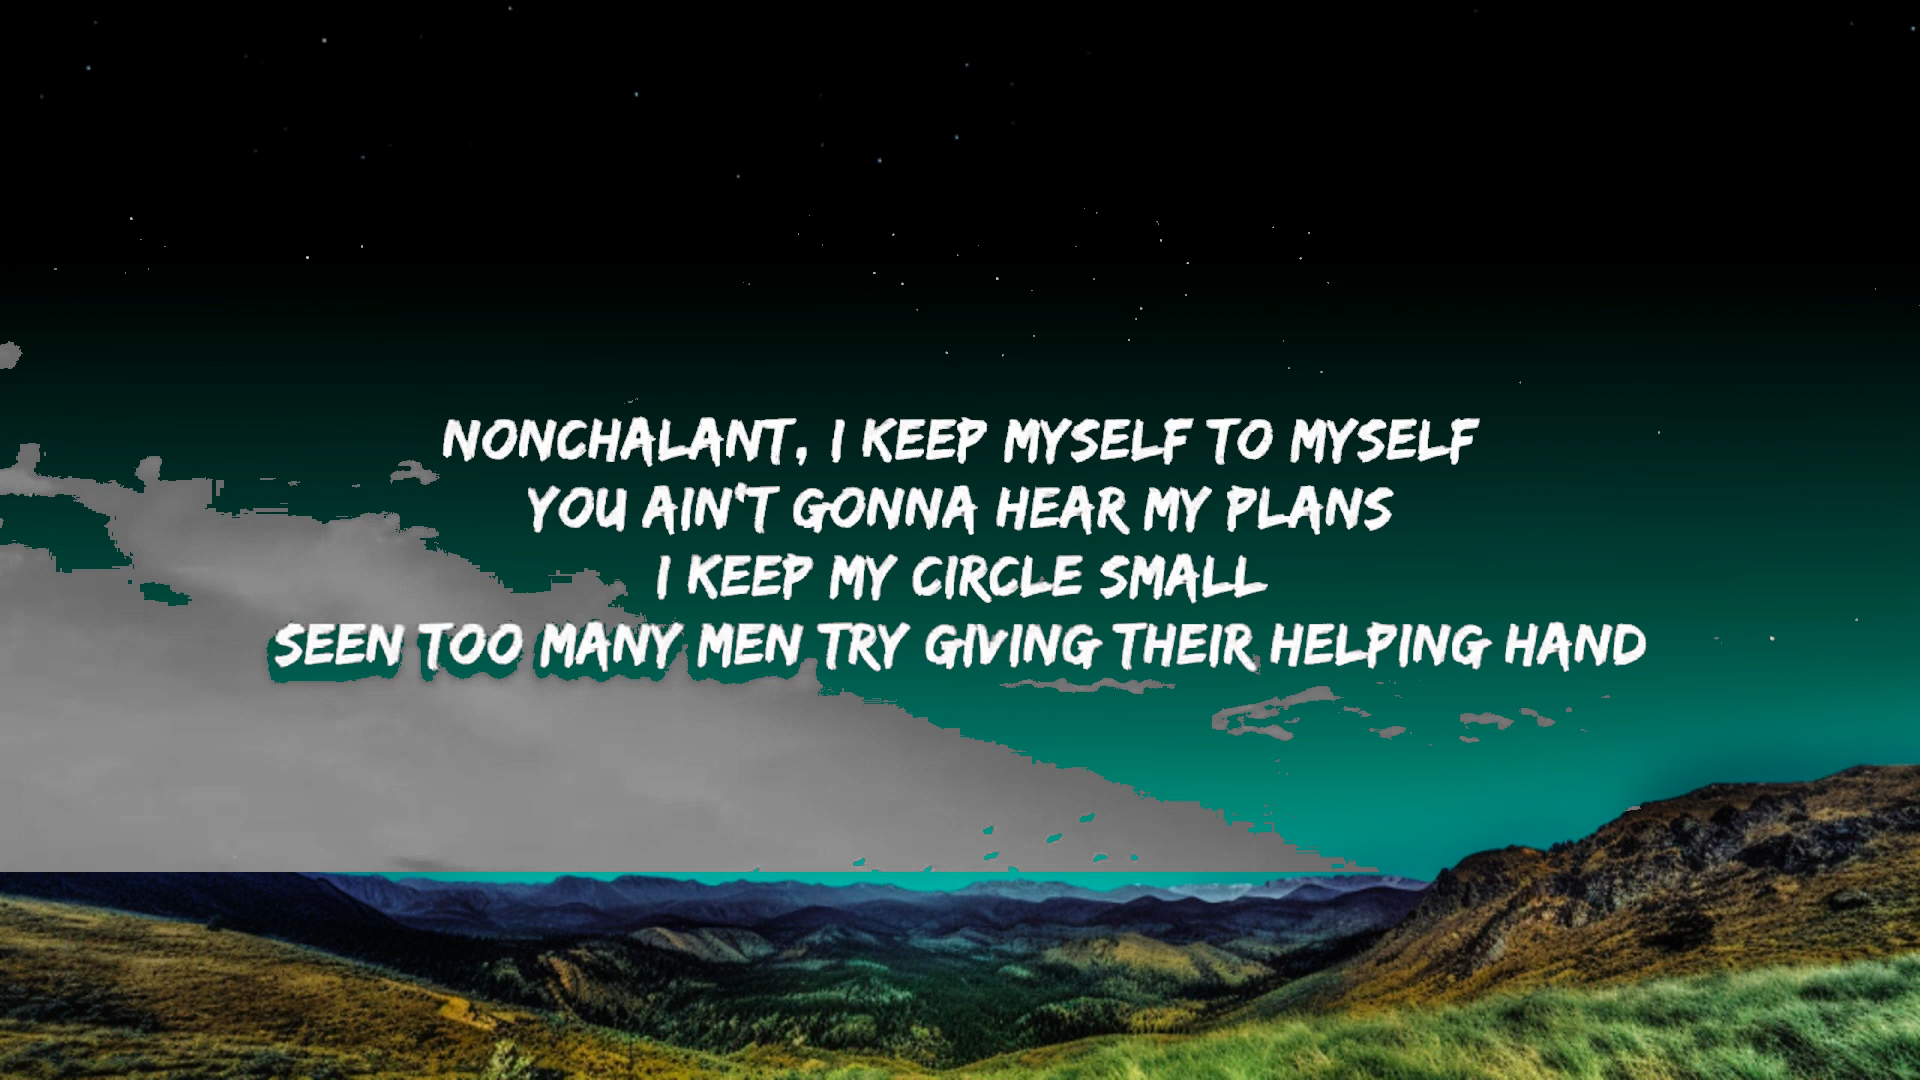 NONCHALANT, I KEEP MYSELF TO MYSELF
YOU AIN'T GONNA HEAR MY PLANS
I KEEP MY CIRCLE SMALL
SEEN TOO MANY MEN TRY GIVING THEIR HELPING HAND